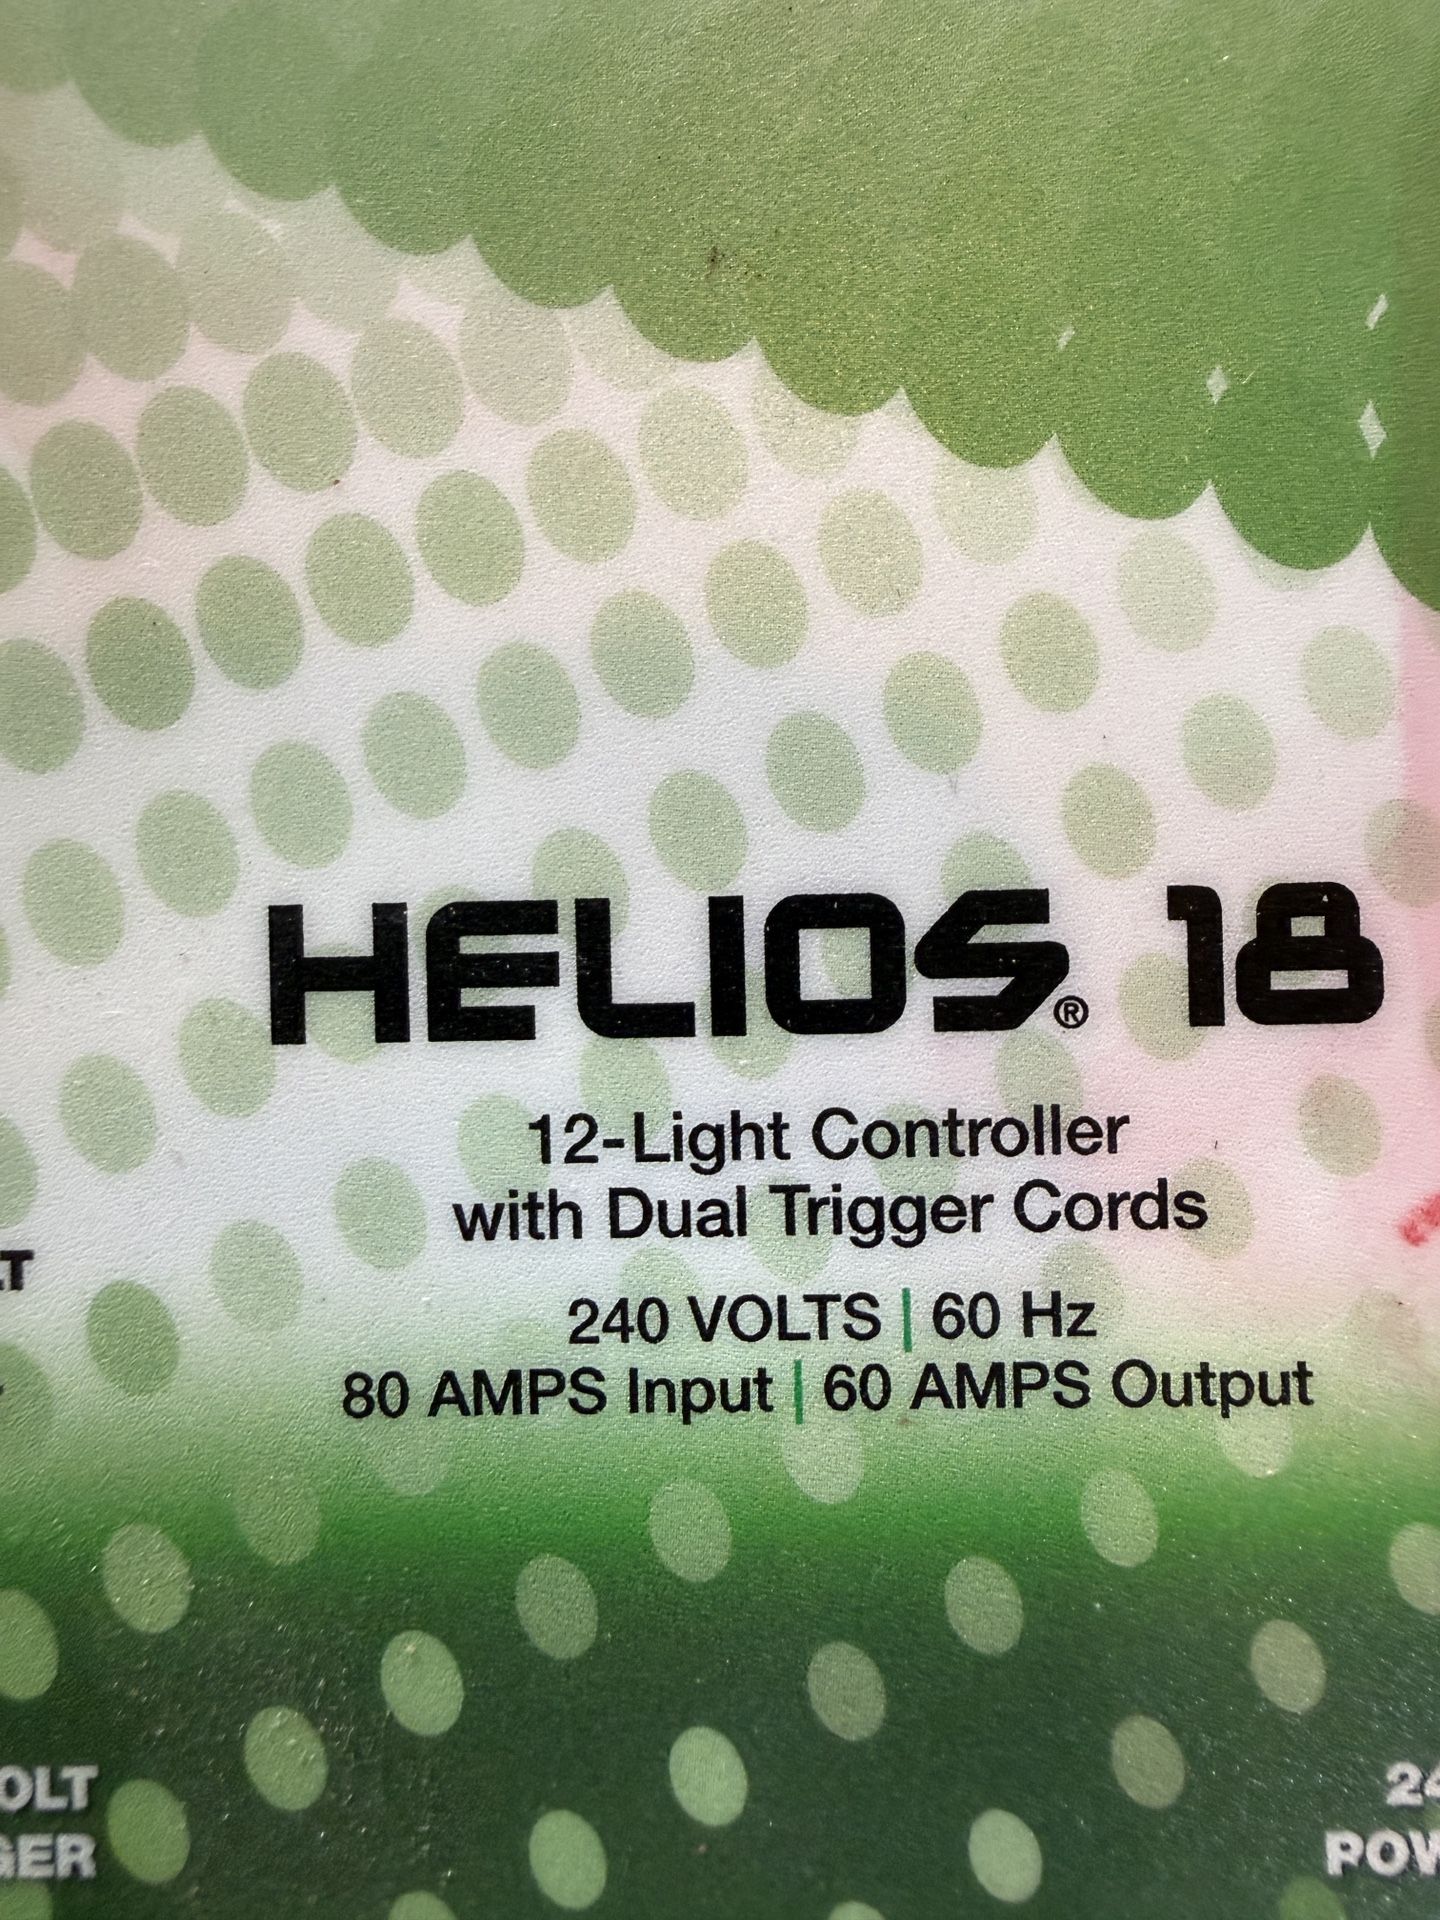 HELIOS® 18
12-Light Controller
with Dual Trigger Cords
240 VOLTS | 60 Hz
80 AMPS Input | 60 AMPS Output